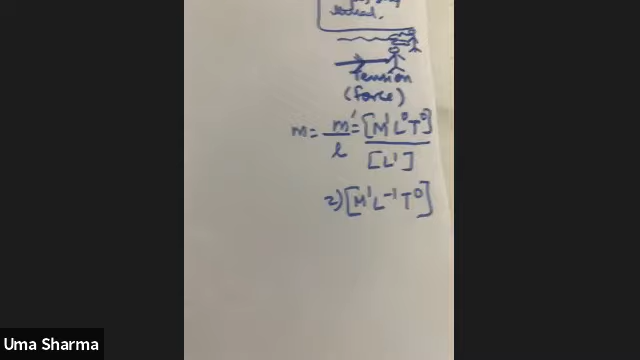 Tension
(force)
m = m' / l = [M¹L⁰T⁰] / [L¹]
2) [M¹L⁻¹T⁰]
Uma Sharma